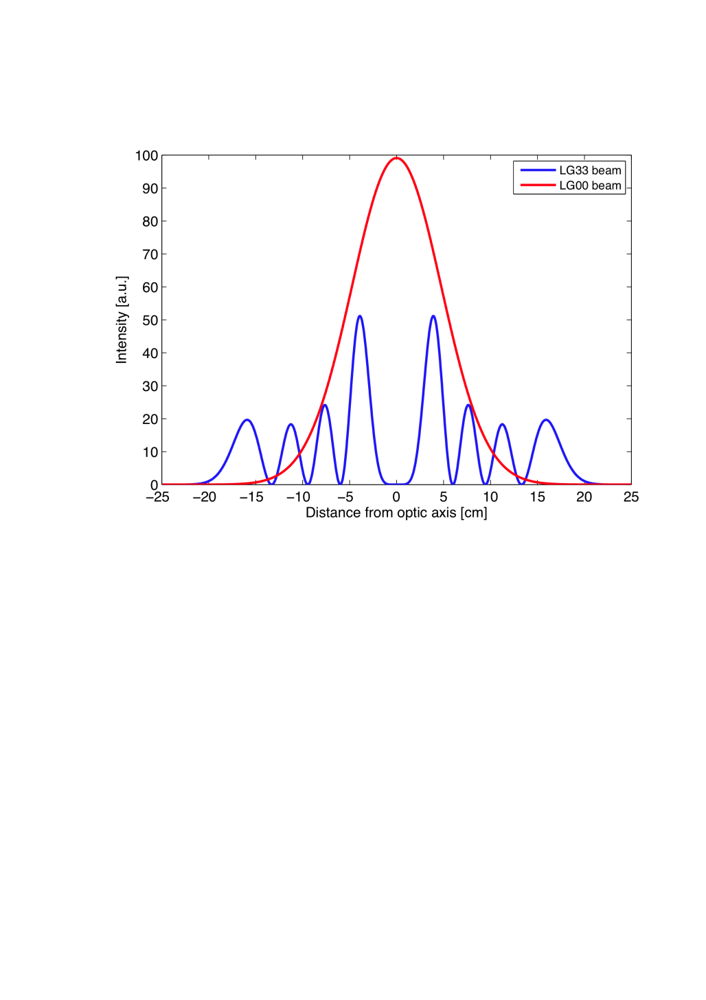 100
90
80
70
60
50
40
30
20
10
0
Intensity [a.u.]
LG33 beam
LG00 beam
−25 −20 −15 −10 −5 0 5 10 15 20 25
Distance from optic axis [cm]